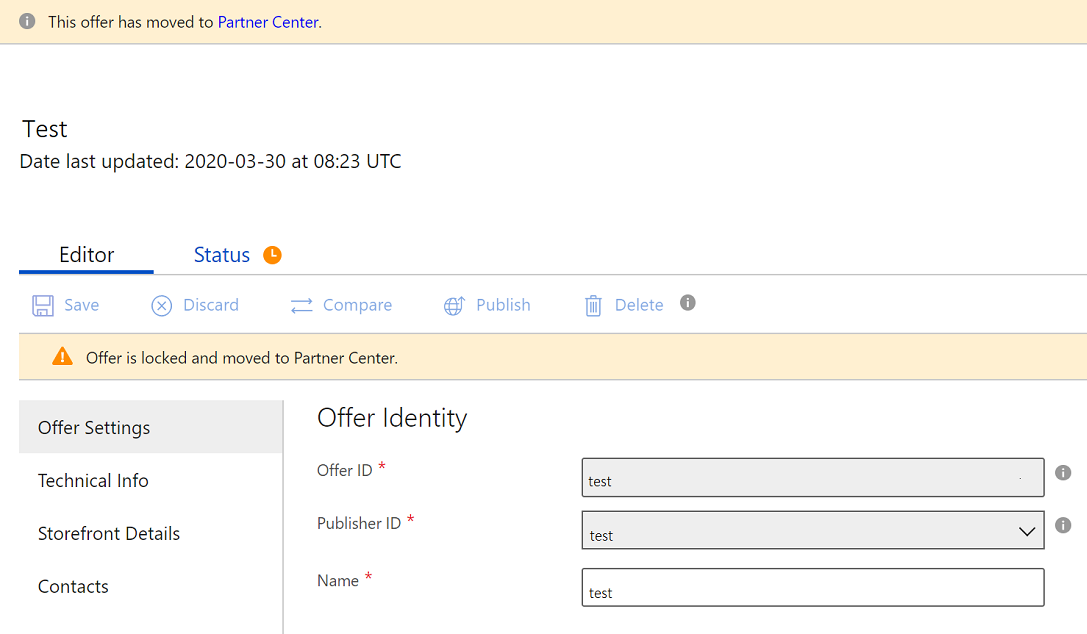 This offer has moved to Partner Center.
Test
Date last updated: 2020-03-30 at 08:23 UTC
Editor Status
Save Discard Compare Publish Delete
Offer is locked and moved to Partner Center.
Offer Settings
Technical Info
Storefront Details
Contacts
Offer Identity
Offer ID *
test
Publisher ID *
test
Name *
test